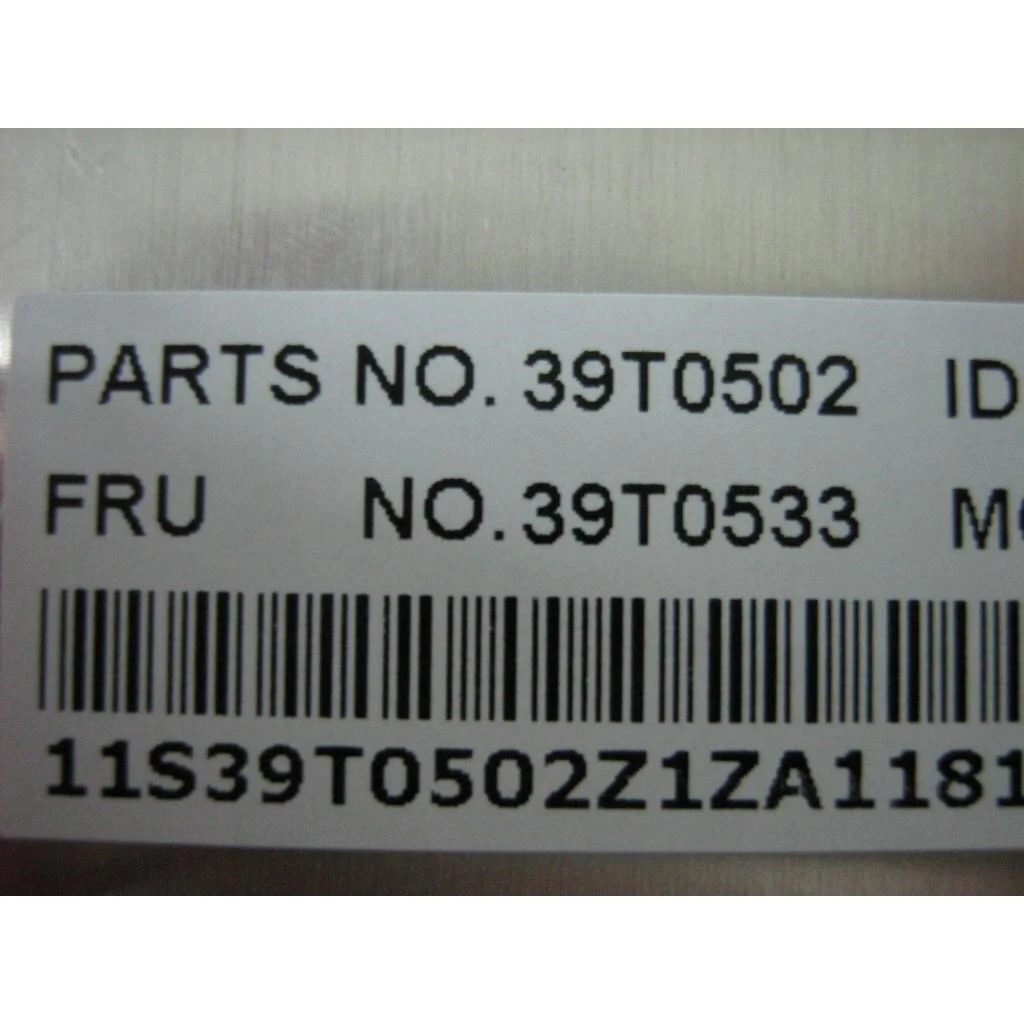 PARTS NO. 39T0502 ID
FRU NO. 39T0533
11S39T0502Z1ZA1181